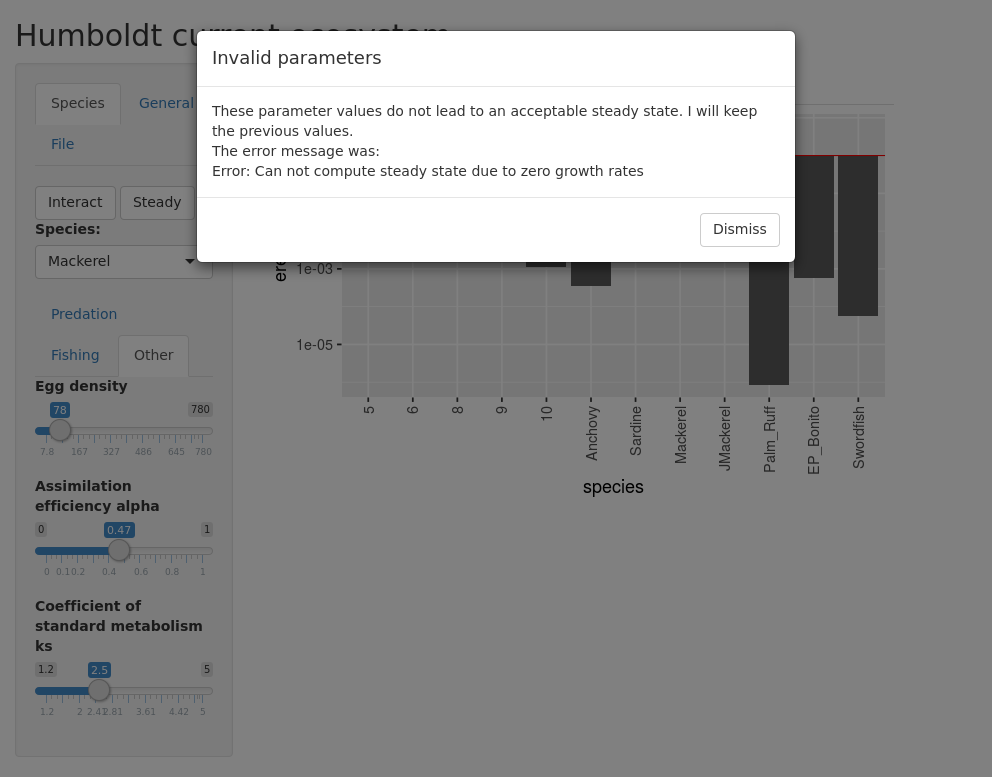 Humboldt current ecosystem
Invalid parameters
These parameter values do not lead to an acceptable steady state. I will keep
the previous values.
The error message was:
Error: Can not compute steady state due to zero growth rates
Dismiss
Species General
File
Interact Steady
Species:
Mackerel
Predation
Fishing Other
Egg density
78 780
7.8 167 327 486 645 780
Assimilation
efficiency alpha
0 0.47 1
0 0.1 0.2 0.4 0.6 0.8 1
Coefficient of
standard metabolism
ks
1.2 2.5 5
1.2 2 2.41 2.81 3.61 4.42 5
1e-03
1e-05
5
6
8
9
10
Anchovy
Sardine
Mackerel
JMackerel
Palm_Ruff
EP_Bonito
Swordfish
species